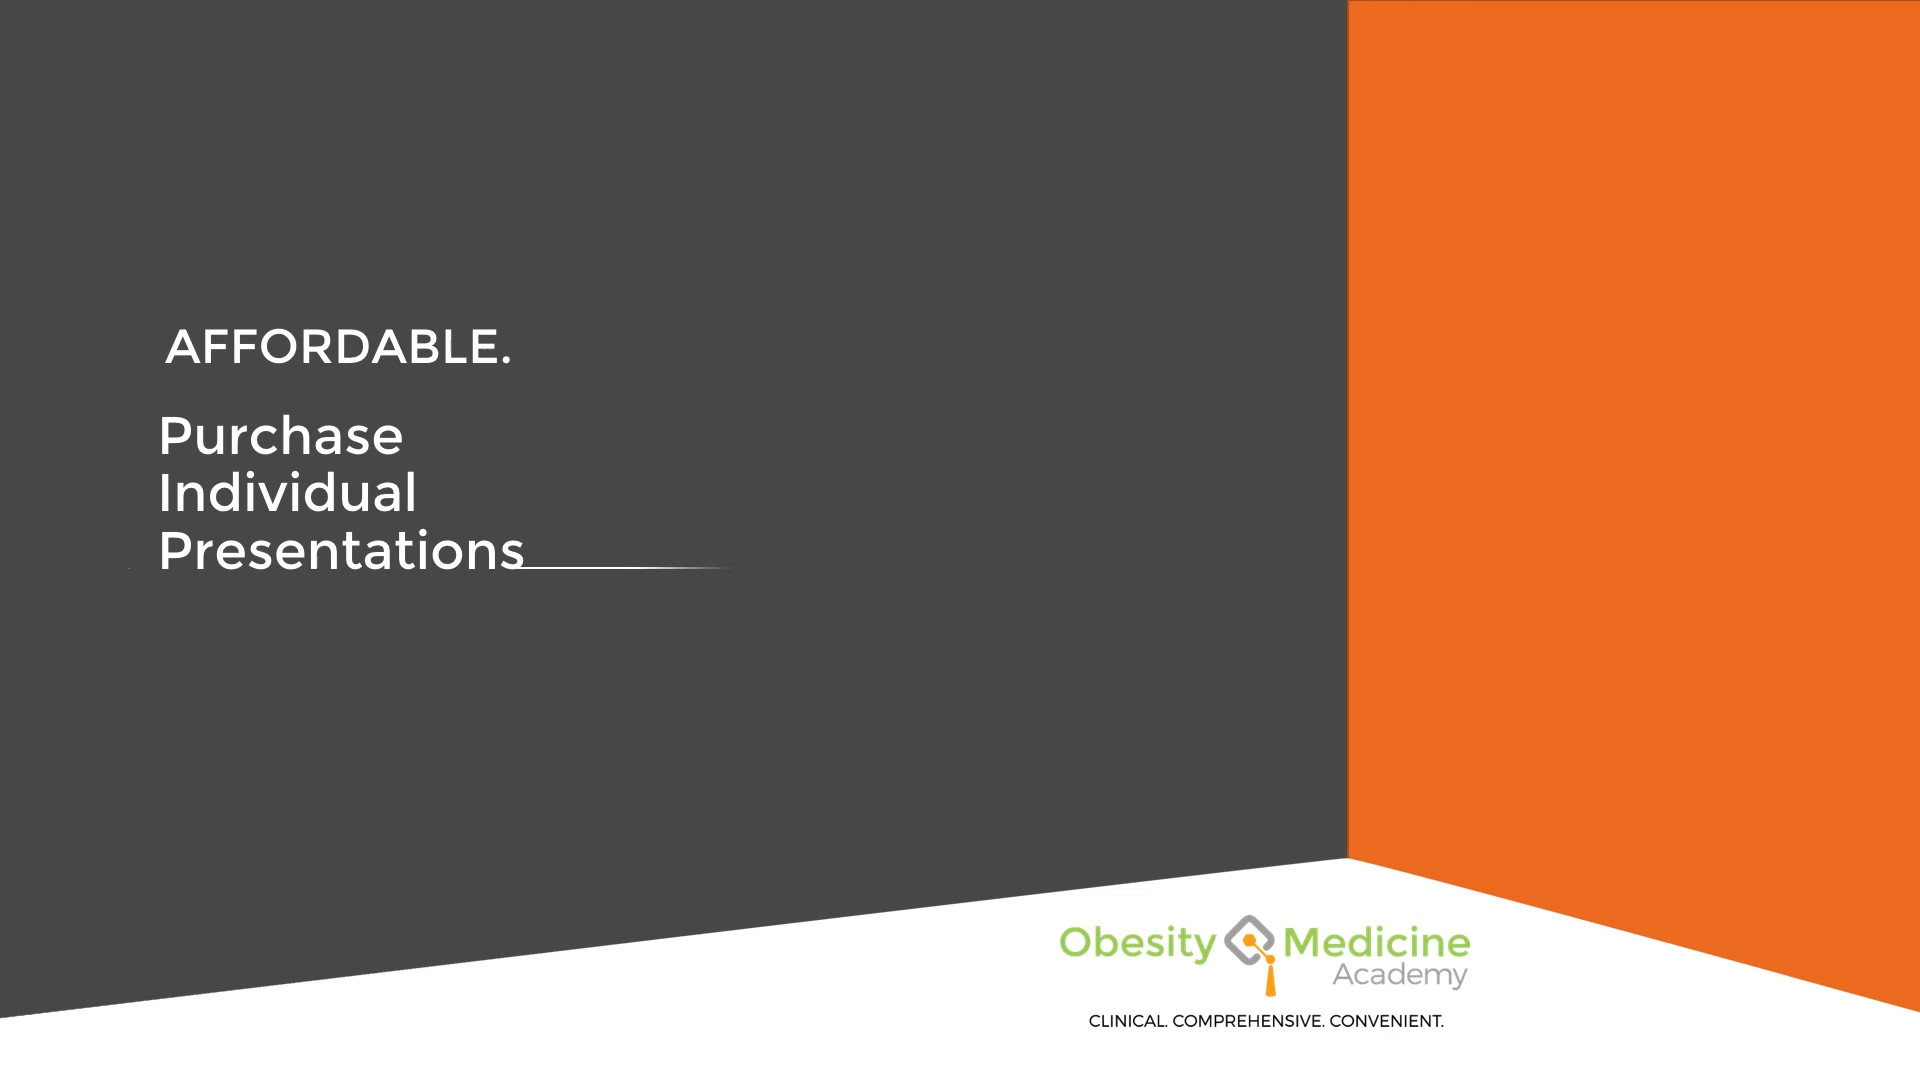 AFFORDABLE.
Purchase
Individual
Presentations
Obesity Medicine
Academy
CLINICAL. COMPREHENSIVE. CONVENIENT.